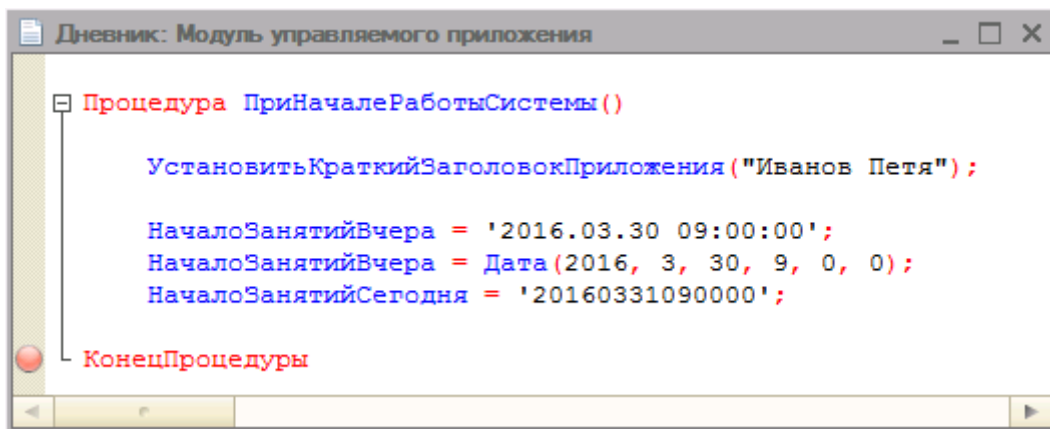 Дневник: Модуль управляемого приложения
Процедура ПриНачалеРаботыСистемы()
УстановитьКраткийЗаголовокПриложения("Иванов Петя");
НачалоЗанятийВчера = '2016.03.30 09:00:00';
НачалоЗанятийВчера = Дата(2016, 3, 30, 9, 0, 0);
НачалоЗанятийСегодня = '20160331090000';
КонецПроцедуры